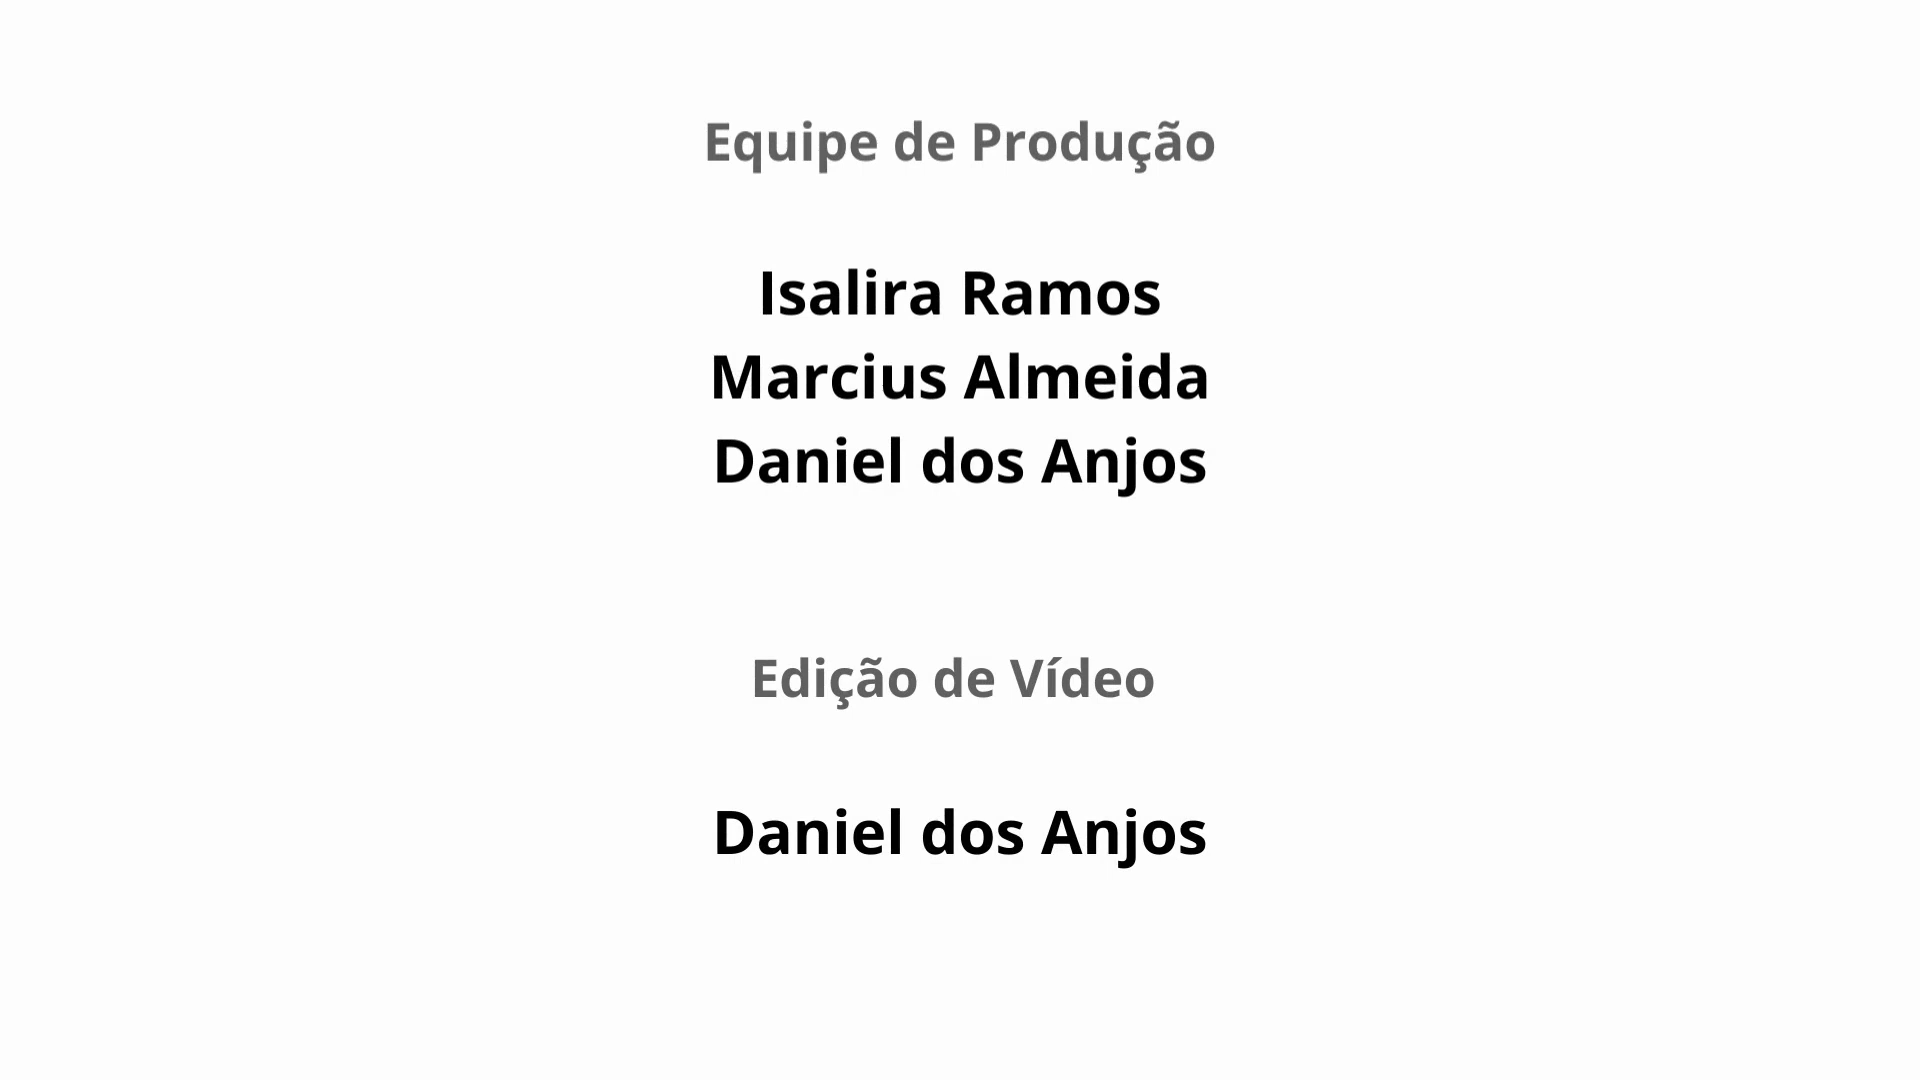 Equipe de Produção
Isalira Ramos
Marcius Almeida
Daniel dos Anjos
Edição de Vídeo
Daniel dos Anjos